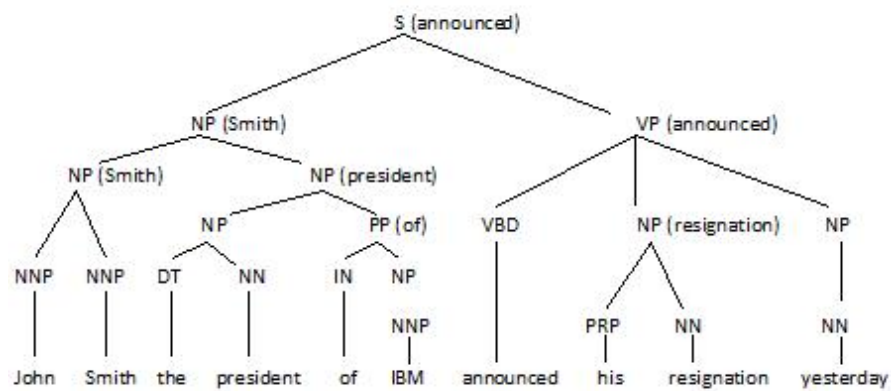 S (announced)
NP (Smith) VP (announced)
NP (Smith) NP (president)
NP PP (of) VBD NP (resignation) NP
NNP NNP DT NN IN NP
NNP PRP NN NN
John Smith the president of IBM announced his resignation yesterday